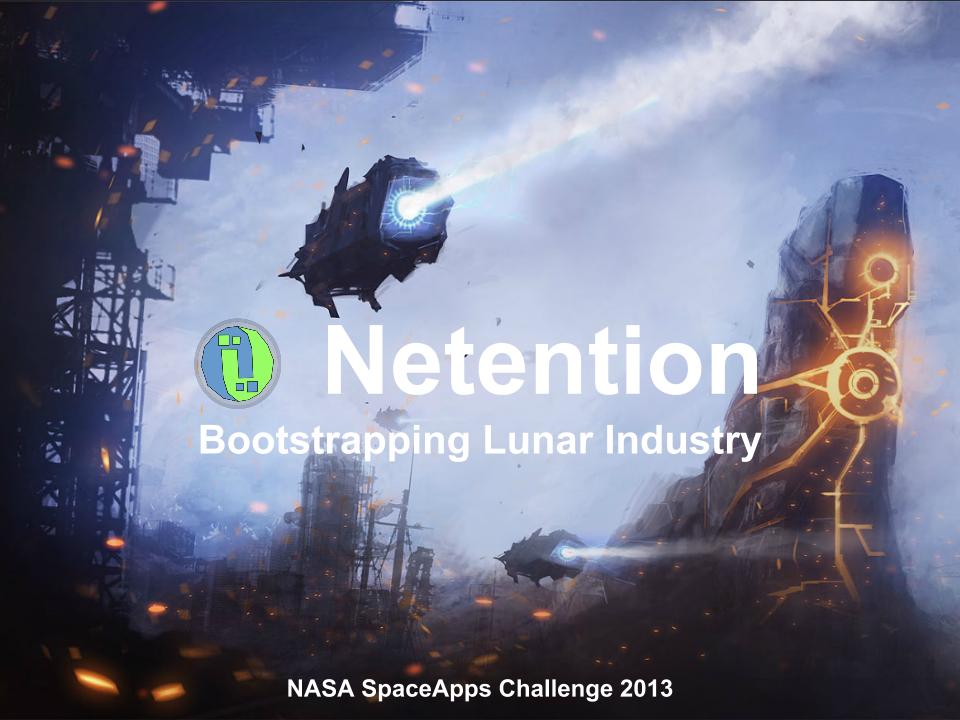 Netention
Bootstrapping Lunar Industry
NASA SpaceApps Challenge 2013